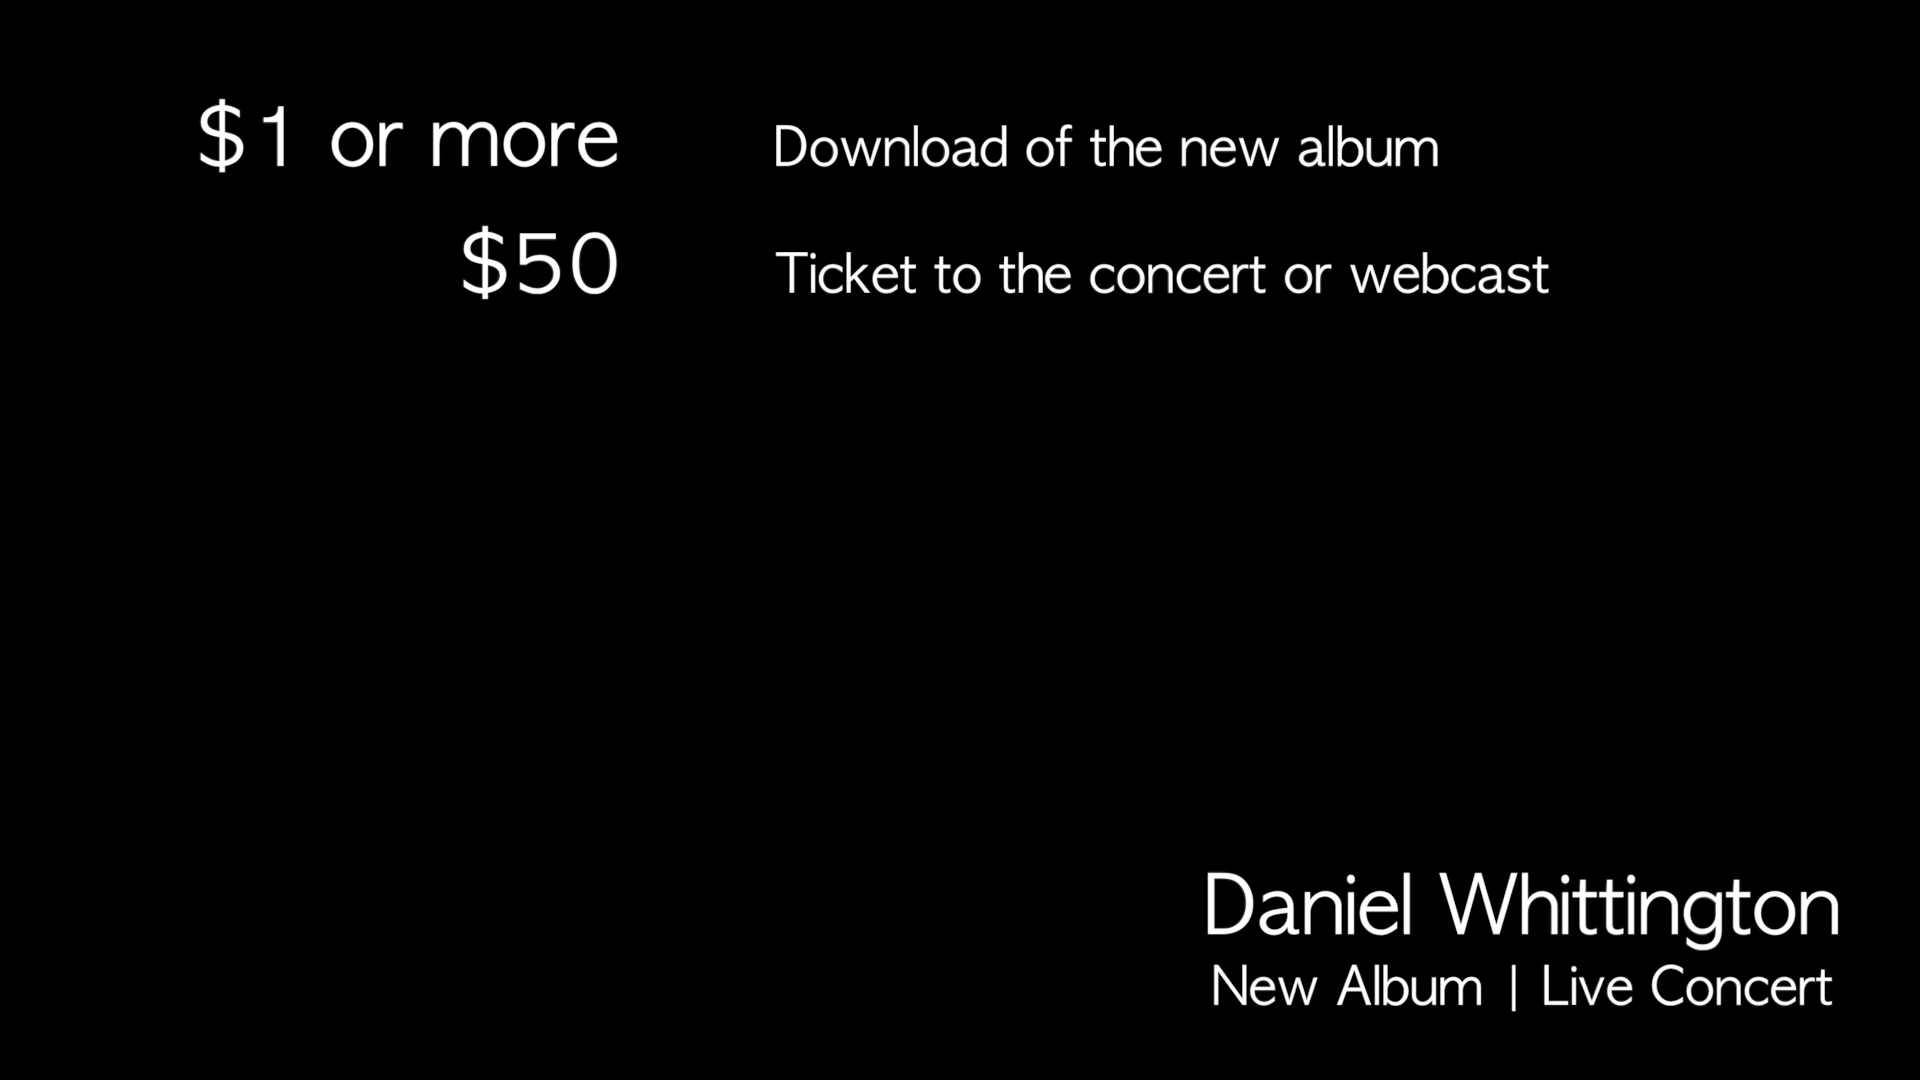 $1 or more Download of the new album
$50 Ticket to the concert or webcast
Daniel Whittington
New Album | Live Concert